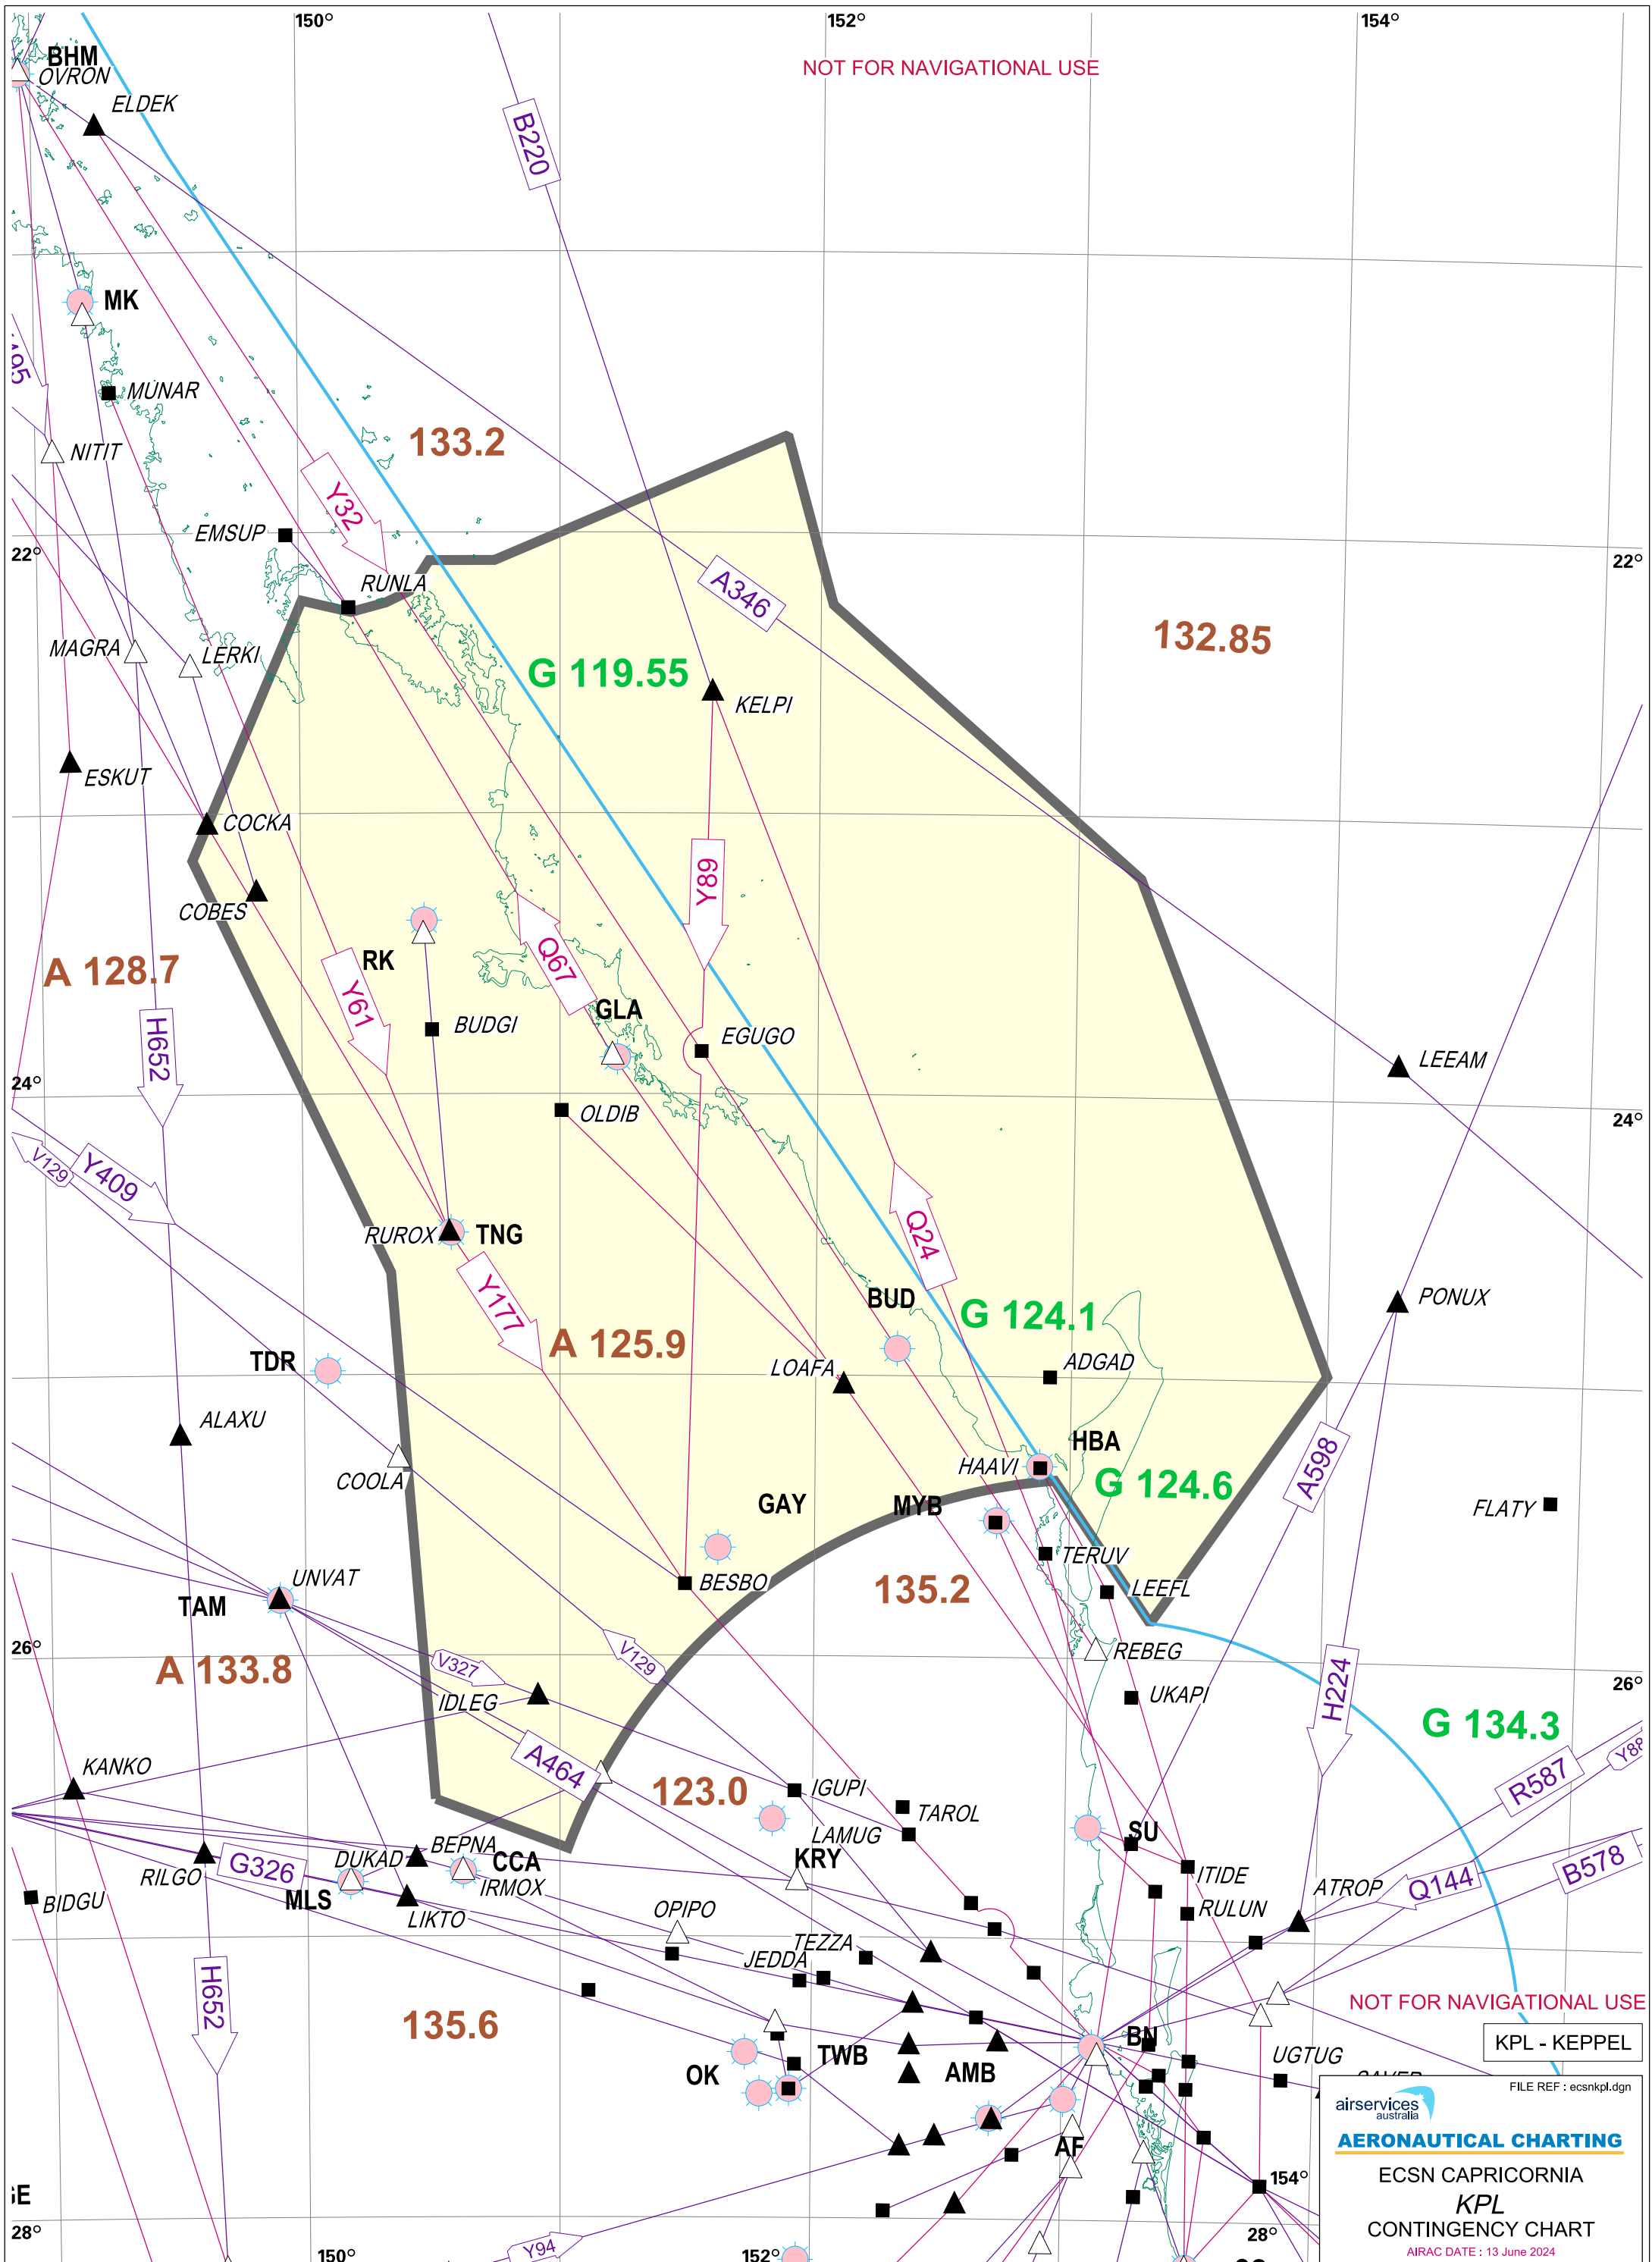 150°
152°
154°
NOT FOR NAVIGATIONAL USE
BHM
OVRON
ELDEK
B220
MK
MUNAR
NITIT
133.2
Y32
EMSUP
22°
22°
RUNLA
A346
132.85
MAGRA
LERKI
G 119.55
KELPI
ESKUT
COCKA
Y89
COBES
RK
A 128.7
Q67
Y61
GLA
BUDGI
EGUGO
H652
LEEAM
24°
24°
OLDIB
V129
Y409
Q24
RUROX
TNG
Y177
BUD
PONUX
G 124.1
A 125.9
TDR
LOAFA
ADGAD
ALAXU
HBA
COOLA
HAAVI
A598
G 124.6
GAY
MYB
FLATY
TERUV
UNVAT
BESBO
135.2
LEEFL
TAM
26°
V129
REBEG
A 133.8
V327
26°
IDLEG
UKAPI
H224
G 134.3
KANKO
A464
123.0
IGUPI
R587
TAROL
LAMUG
SU
BEPNA
DUKAD
CCA
KRY
G326
RILGO
IRMOX
ITIDE
B578
Q144
ATROP
BIDGU
MLS
LIKTO
RULUN
OPIPO
TEZZA
JEDDA
H652
NOT FOR NAVIGATIONAL USE
135.6
BN
KPL - KEPPEL
TWB
UGTUG
OK
AMB
FILE REF : ecsnkpl.dgn
airservices
australia
AERONAUTICAL CHARTING
AF
ECSN CAPRICORNIA
154°
KPL
28°
28°
CONTINGENCY CHART
Y94
150°
152°
AIRAC DATE : 13 June 2024